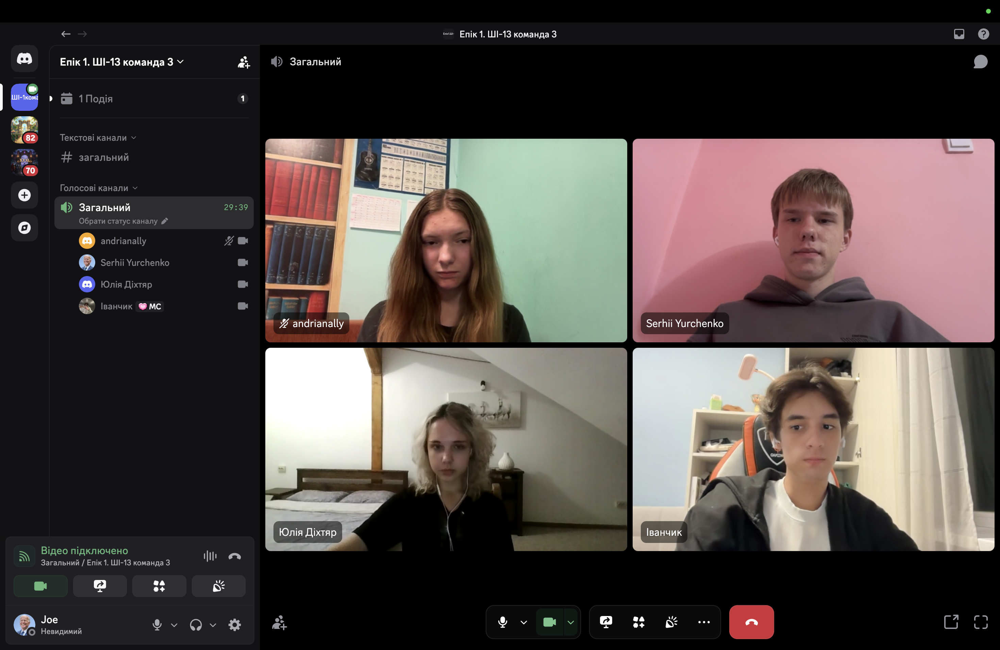 Епік 1. ШІ-13 команда 3
Епік 1. ШІ-13 команда 3
.ШІ-1кома
1 Подія
1
82
XXXL
70
Текстові канали
загальний
Голосові канали
Загальний
29:39
Обрати статус каналу
andrianally
Serhii Yurchenko
Юлія Діхтяр
Іванчик
MC
Загальний
andrianally
Serhii Yurchenko
Юлія Діхтяр
Іванчик
Відео підключено
Загальний / Епік 1. ШІ-13 команда 3
Joe
Невидимий